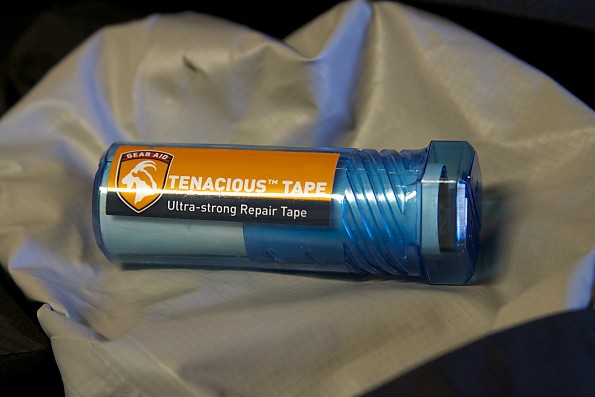 GEAR AID
TENACIOUS™ TAPE
Ultra-strong Repair Tape